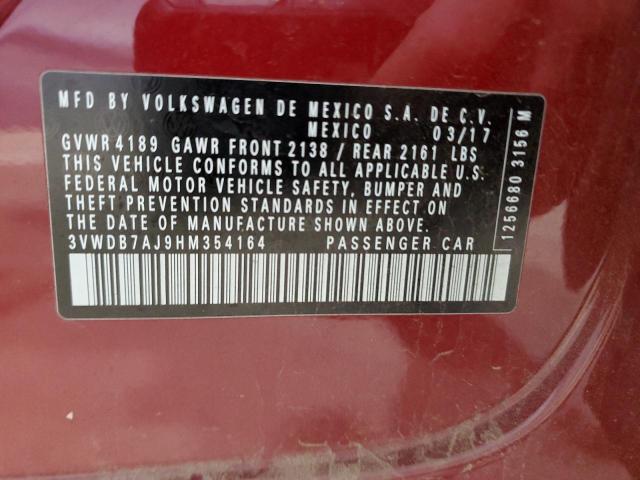 MFD BY VOLKSWAGEN DE MEXICO S.A. DE C.V.
MEXICO 03/17
GVWR 4189 GAWR FRONT 2138 / REAR 2161 LBS
THIS VEHICLE CONFORMS TO ALL APPLICABLE U.S.
FEDERAL MOTOR VEHICLE SAFETY, BUMPER AND
THEFT PREVENTION STANDARDS IN EFFECT ON
THE DATE OF MANUFACTURE SHOWN ABOVE.
3VWDB7AJ9HM354164 PASSENGER CAR
1256680 3156 M